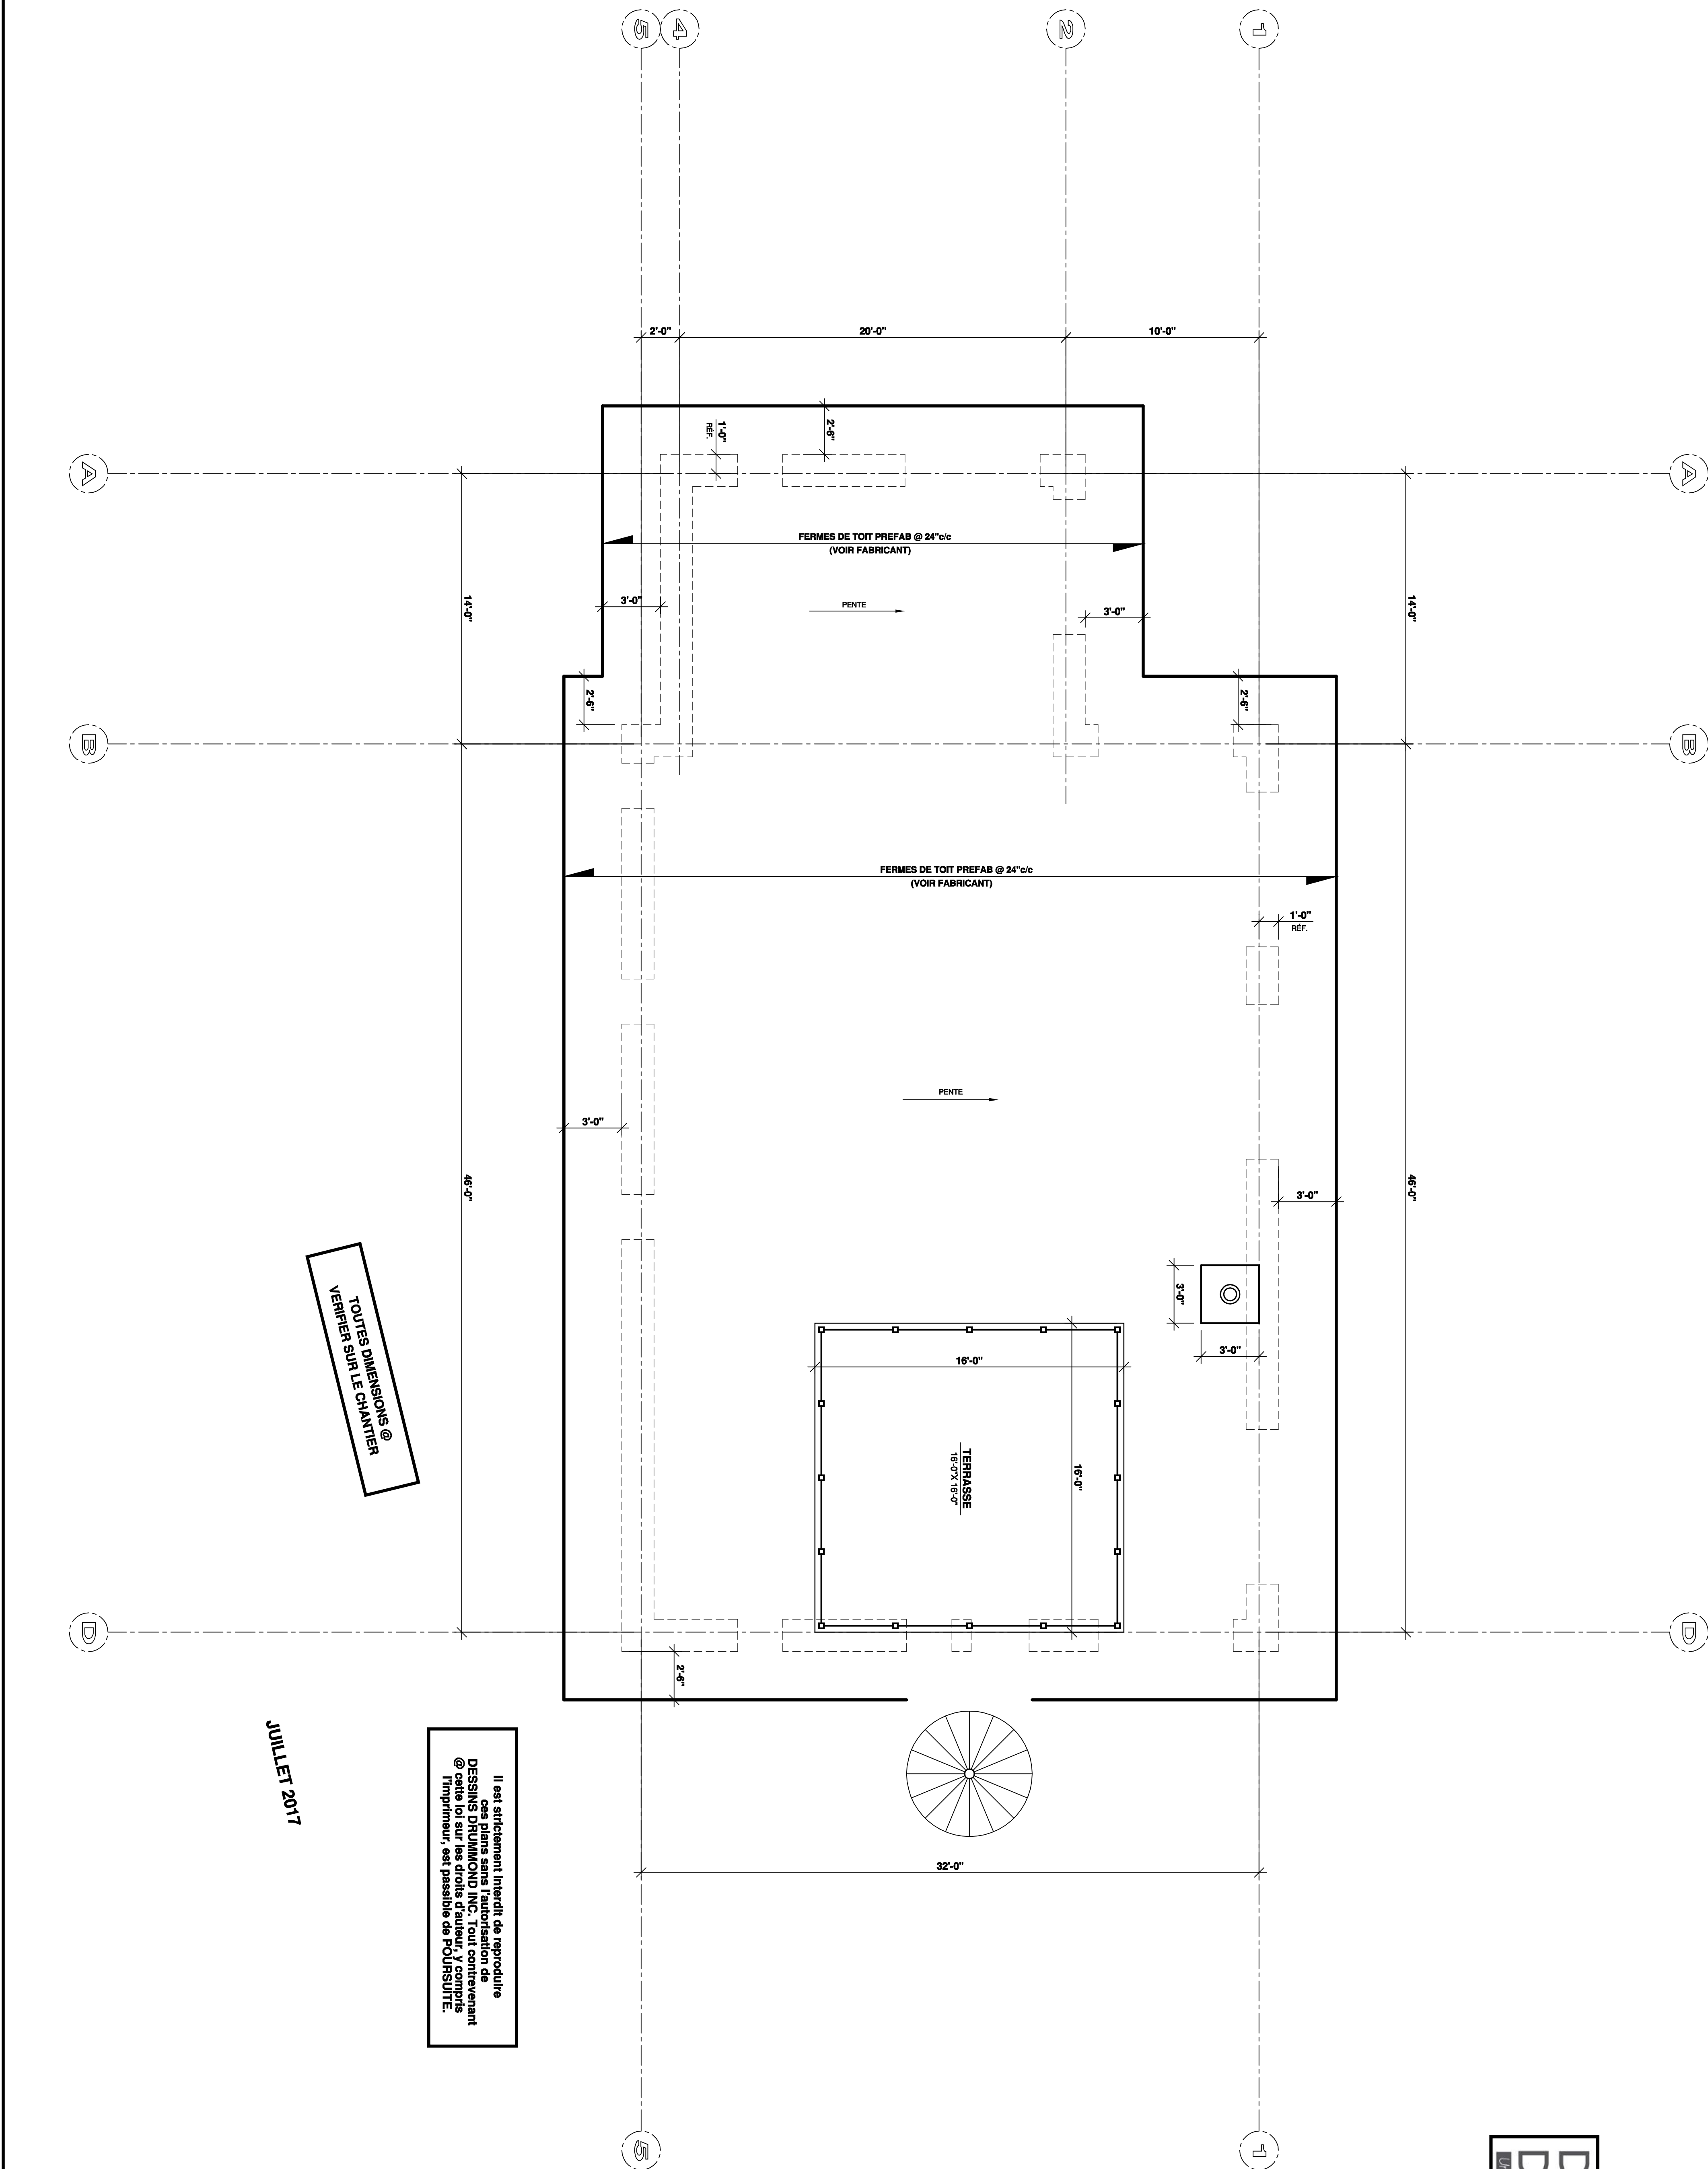 5
4
2
1
2'-0"
20'-0"
10'-0"
2'-6"
1'-0"
RÉF.
A
A
FERMES DE TOIT PREFAB @ 24"c/c
(VOIR FABRICANT)
14'-0"
3'-0"
PENTE
3'-0"
14'-0"
2'-6"
2'-6"
B
B
FERMES DE TOIT PREFAB @ 24"c/c
(VOIR FABRICANT)
1'-0"
RÉF.
PENTE
3'-0"
46'-0"
46'-0"
3'-0"
3'-0"
3'-0"
16'-0"
TOUTES DIMENSIONS @
VERIFIER SUR LE CHANTIER
TERRASSE
16'-0"X 16'-0"
16'-0"
D
D
2'-6"
JUILLET 2017
Il est strictement interdit de reproduire
ces plans sans l'autorisation de
DESSINS DRUMMOND INC. Tout contrevenant
@ cette loi sur les droits d'auteur, y compris
l'imprimeur, est passible de POURSUITE.
32'-0"
5
1